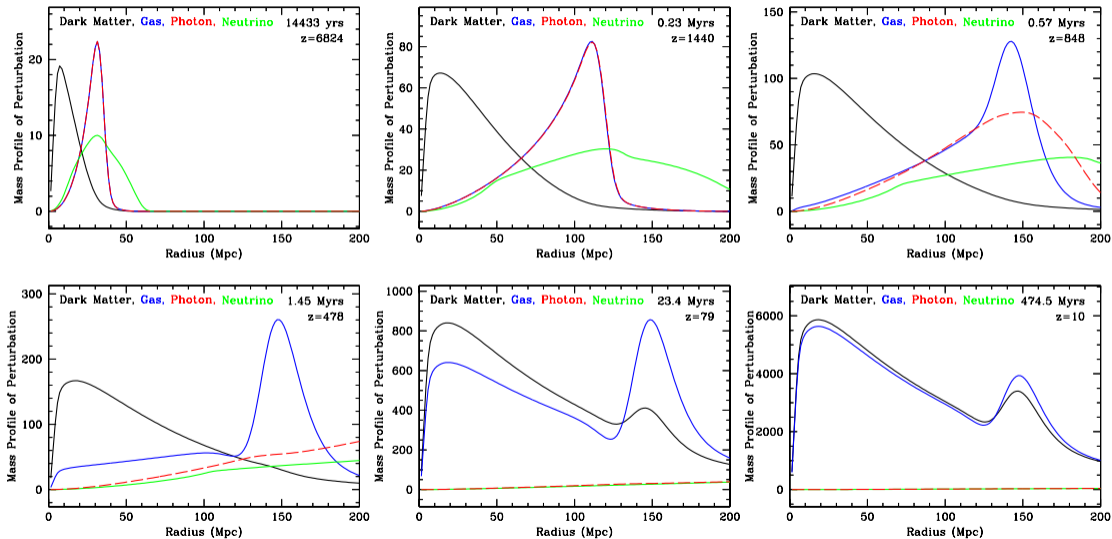 Dark Matter, Gas, Photon, Neutrino 14433 yrs
z=6824
Mass Profile of Perturbation
20
10
0
0 50 100 150 200
Radius (Mpc)
Dark Matter, Gas, Photon, Neutrino 0.23 Myrs
z=1440
Mass Profile of Perturbation
80
60
40
20
0
0 50 100 150 200
Radius (Mpc)
Dark Matter, Gas, Photon, Neutrino 0.57 Myrs
z=848
Mass Profile of Perturbation
150
100
50
0
0 50 100 150 200
Radius (Mpc)
Dark Matter, Gas, Photon, Neutrino 1.45 Myrs
z=478
Mass Profile of Perturbation
300
200
100
0
0 50 100 150 200
Radius (Mpc)
Dark Matter, Gas, Photon, Neutrino 23.4 Myrs
z=79
Mass Profile of Perturbation
1000
800
600
400
200
0
0 50 100 150 200
Radius (Mpc)
Dark Matter, Gas, Photon, Neutrino 474.5 Myrs
z=10
Mass Profile of Perturbation
6000
4000
2000
0
0 50 100 150 200
Radius (Mpc)